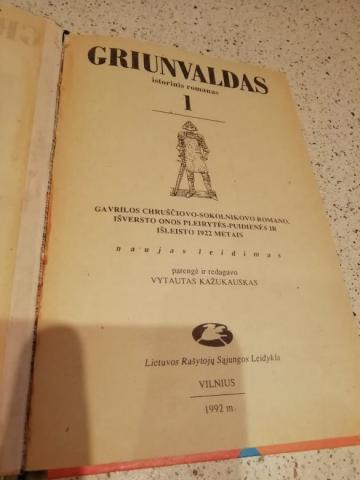 GRIUNVALDAS
istorinis romanas
1
GAVRILOS CHRUŠČIOVO-SOKOLNIKOVO ROMANO,
IŠVERSTO ONOS PLEIRYTĖS-PUIDIENĖS IR
IŠLEISTO 1922 METAIS
naujas leidimas
parengė ir redagavo
VYTAUTAS KAŽUKAUSKAS
Lietuvos Rašytojų Sąjungos Leidykla
VILNIUS
1992 m.